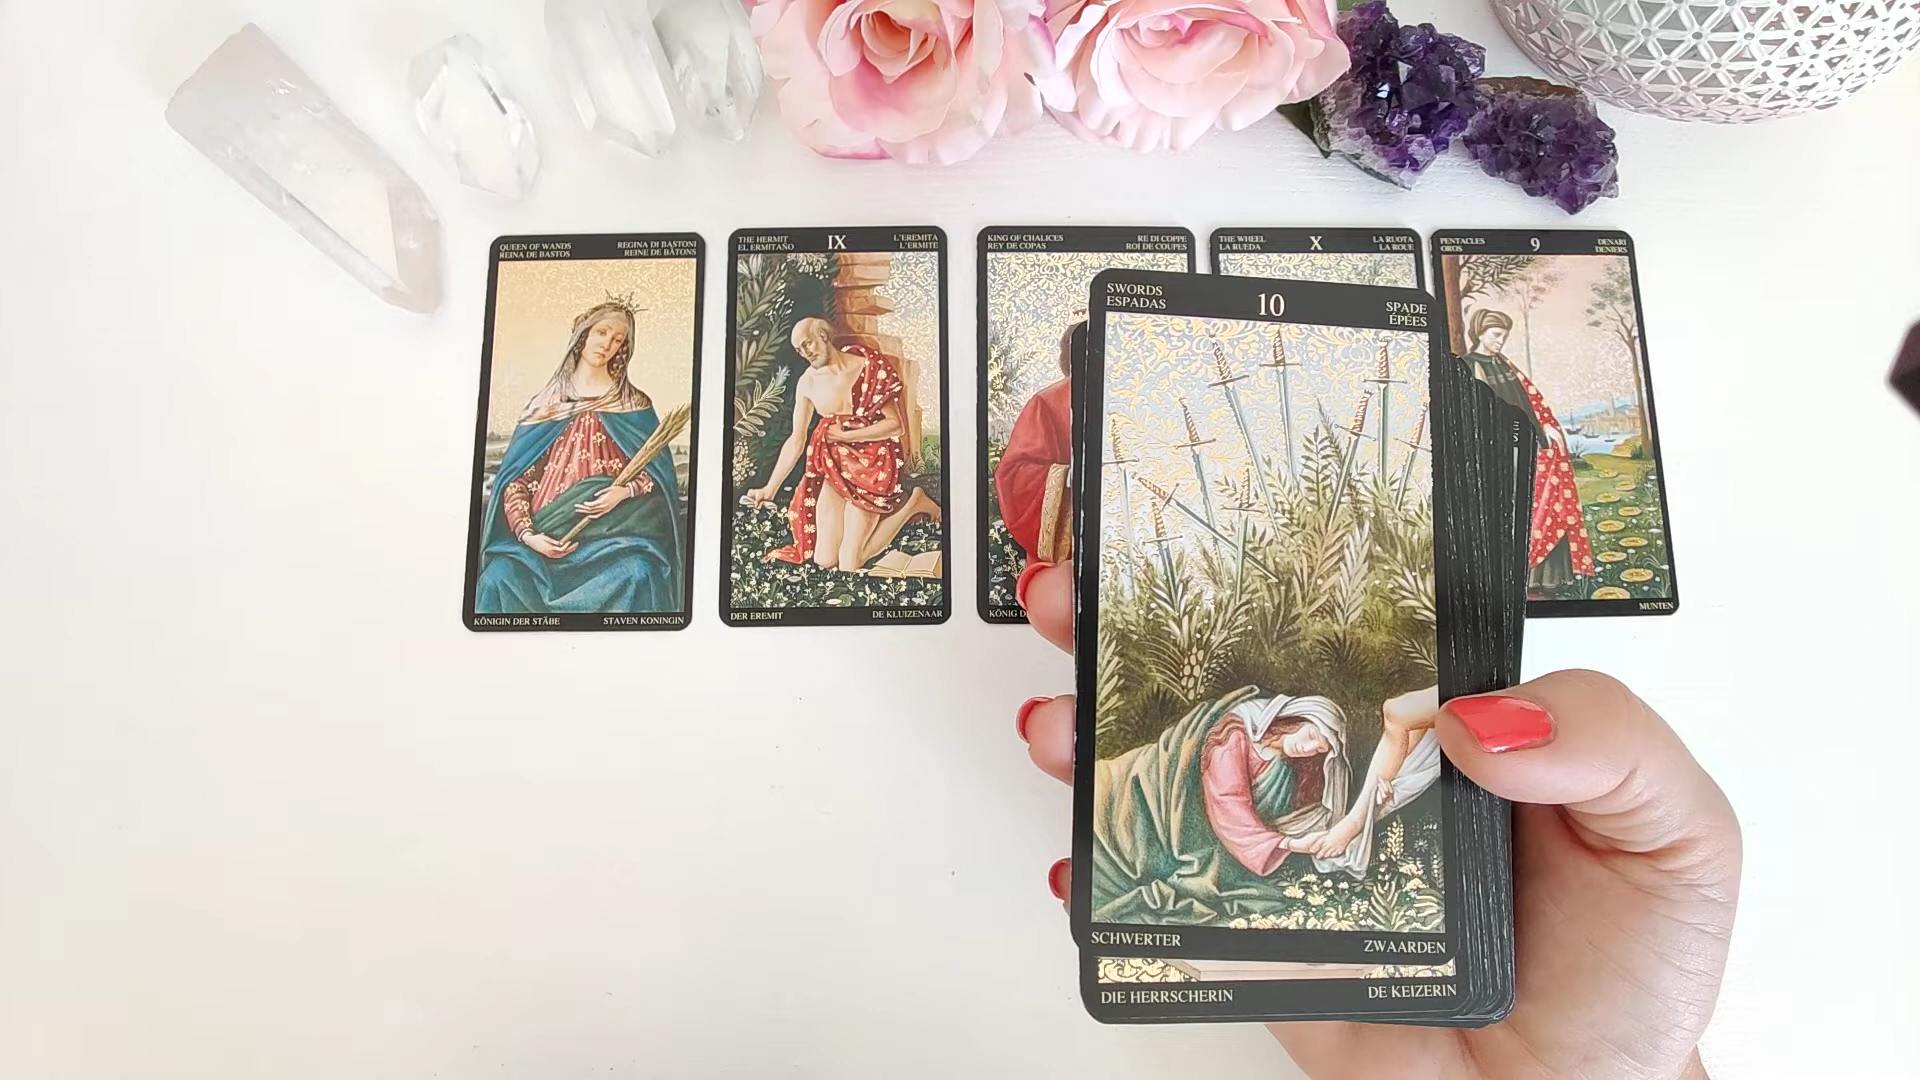 QUEEN OF WANDS
REINA DE BASTOS
REGINA DI BASTONI
REINE DE BÂTONS
KÖNIGIN DER STÄBE
STAVEN KONINGIN
THE HERMIT
EL ERMITAÑO
IX
L'EREMITA
L'ERMITE
DER EREMIT
DE KLUIZENAAR
KING OF CHALICES
REY DE COPAS
RE DI COPPE
ROI DE COUPES
KÖNIG D
THE WHEEL
LA RUEDA
X
LA RUOTA
LA ROUE
PENTACLES
OROS
9
DENARI
DENIERS
MUNTEN
SWORDS
ESPADAS
10
SPADE
ÉPÉES
SCHWERTER
ZWAARDEN
DIE HERRSCHERIN
DE KEIZERIN